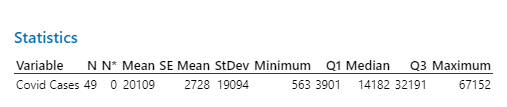 Statistics
Variable N N* Mean SE Mean StDev Minimum Q1 Median Q3 Maximum
Covid Cases 49 0 20109 2728 19094 563 3901 14182 32191 67152